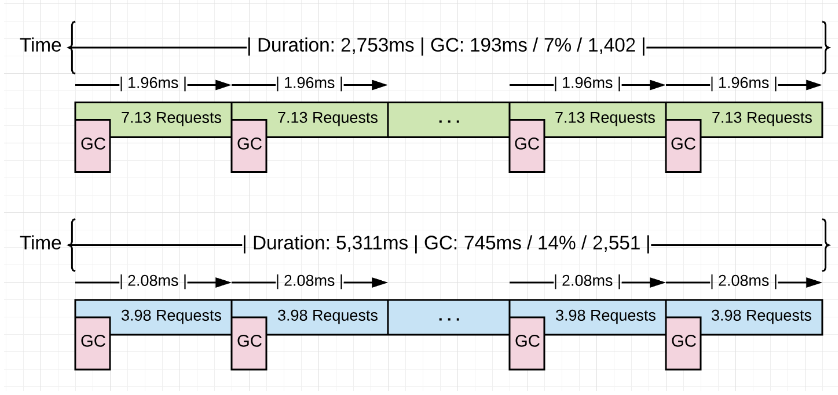 Time | Duration: 2,753ms | GC: 193ms / 7% / 1,402 |
| 1.96ms | | 1.96ms | | 1.96ms | | 1.96ms |
7.13 Requests 7.13 Requests ... 7.13 Requests 7.13 Requests
GC GC GC GC
Time | Duration: 5,311ms | GC: 745ms / 14% / 2,551 |
| 2.08ms | | 2.08ms | | 2.08ms | | 2.08ms |
3.98 Requests 3.98 Requests ... 3.98 Requests 3.98 Requests
GC GC GC GC